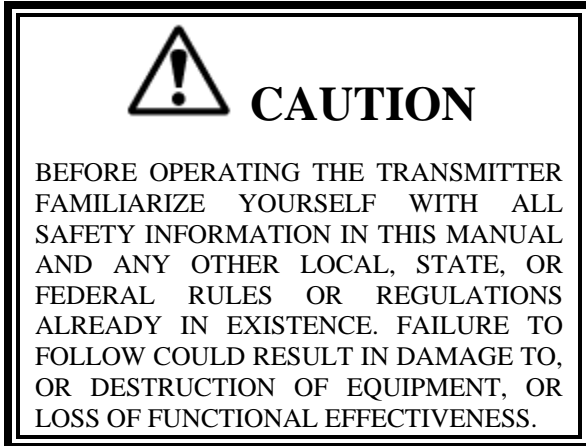 CAUTION
BEFORE OPERATING THE TRANSMITTER
FAMILIARIZE YOURSELF WITH ALL
SAFETY INFORMATION IN THIS MANUAL
AND ANY OTHER LOCAL, STATE, OR
FEDERAL RULES OR REGULATIONS
ALREADY IN EXISTENCE. FAILURE TO
FOLLOW COULD RESULT IN DAMAGE TO,
OR DESTRUCTION OF EQUIPMENT, OR
LOSS OF FUNCTIONAL EFFECTIVENESS.